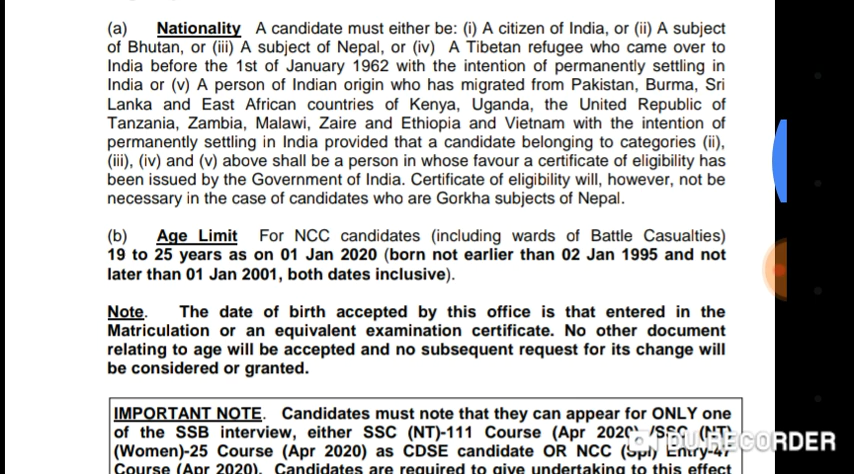 (a) Nationality A candidate must either be: (i) A citizen of India, or (ii) A subject
of Bhutan, or (iii) A subject of Nepal, or (iv) A Tibetan refugee who came over to
India before the 1st of January 1962 with the intention of permanently settling in
India or (v) A person of Indian origin who has migrated from Pakistan, Burma, Sri
Lanka and East African countries of Kenya, Uganda, the United Republic of
Tanzania, Zambia, Malawi, Zaire and Ethiopia and Vietnam with the intention of
permanently settling in India provided that a candidate belonging to categories (ii),
(iii), (iv) and (v) above shall be a person in whose favour a certificate of eligibility has
been issued by the Government of India. Certificate of eligibility will, however, not be
necessary in the case of candidates who are Gorkha subjects of Nepal.
(b) Age Limit For NCC candidates (including wards of Battle Casualties)
19 to 25 years as on 01 Jan 2020 (born not earlier than 02 Jan 1995 and not
later than 01 Jan 2001, both dates inclusive).
Note. The date of birth accepted by this office is that entered in the
Matriculation or an equivalent examination certificate. No other document
relating to age will be accepted and no subsequent request for its change will
be considered or granted.
IMPORTANT NOTE. Candidates must note that they can appear for ONLY one
of the SSB interview, either SSC (NT)-111 Course (Apr 2020) /SSC (NT)
(Women)-25 Course (Apr 2020) as CDSE candidate OR NCC (Spl) Entry-47
Course (Apr 2020). Candidates are required to give undertaking to this effect
DU RECORDER